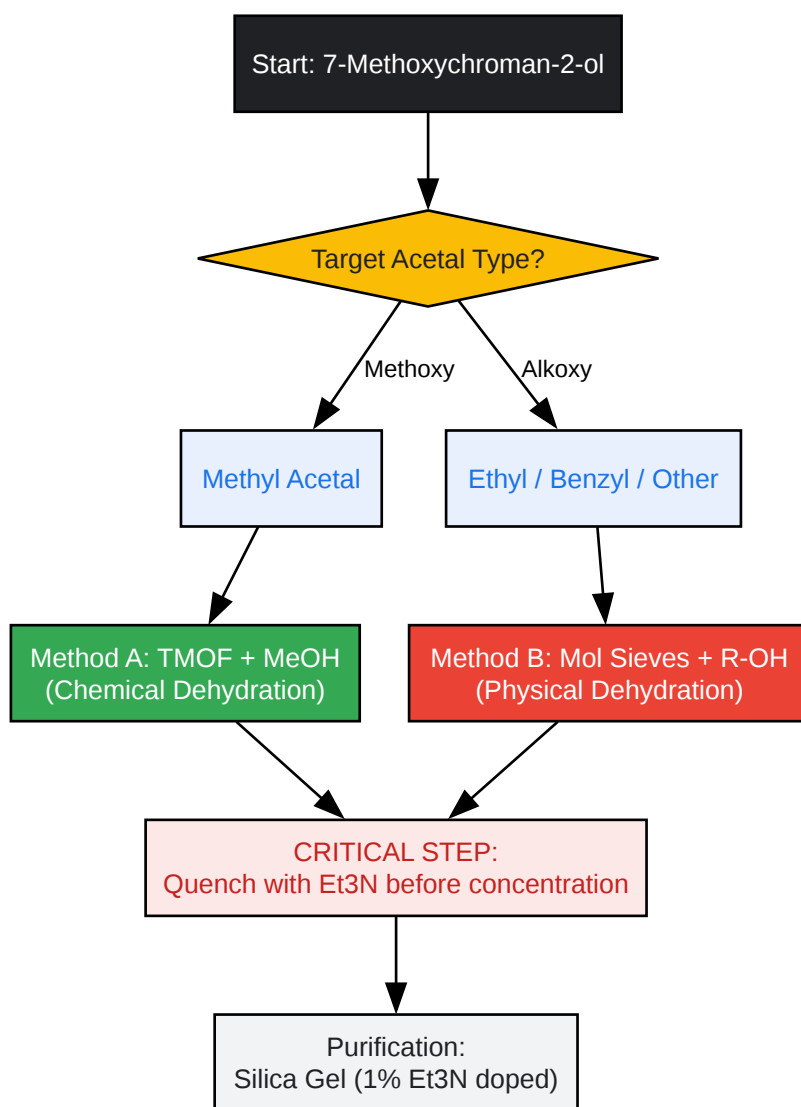 Start: 7-Methoxychroman-2-ol
Target Acetal Type?
Methoxy
Alkoxy
Methyl Acetal
Ethyl / Benzyl / Other
Method A: TMOF + MeOH
(Chemical Dehydration)
Method B: Mol Sieves + R-OH
(Physical Dehydration)
CRITICAL STEP:
Quench with Et3N before concentration
Purification:
Silica Gel (1% Et3N doped)